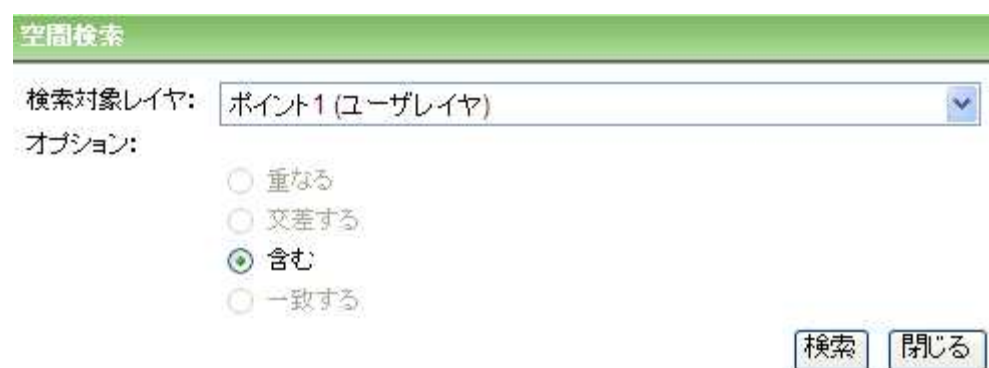 空間検索
検索対象レイヤ: ポイント1 (ユーザレイヤ)
オプション:
重なる
交差する
含む
一致する
検索 閉じる